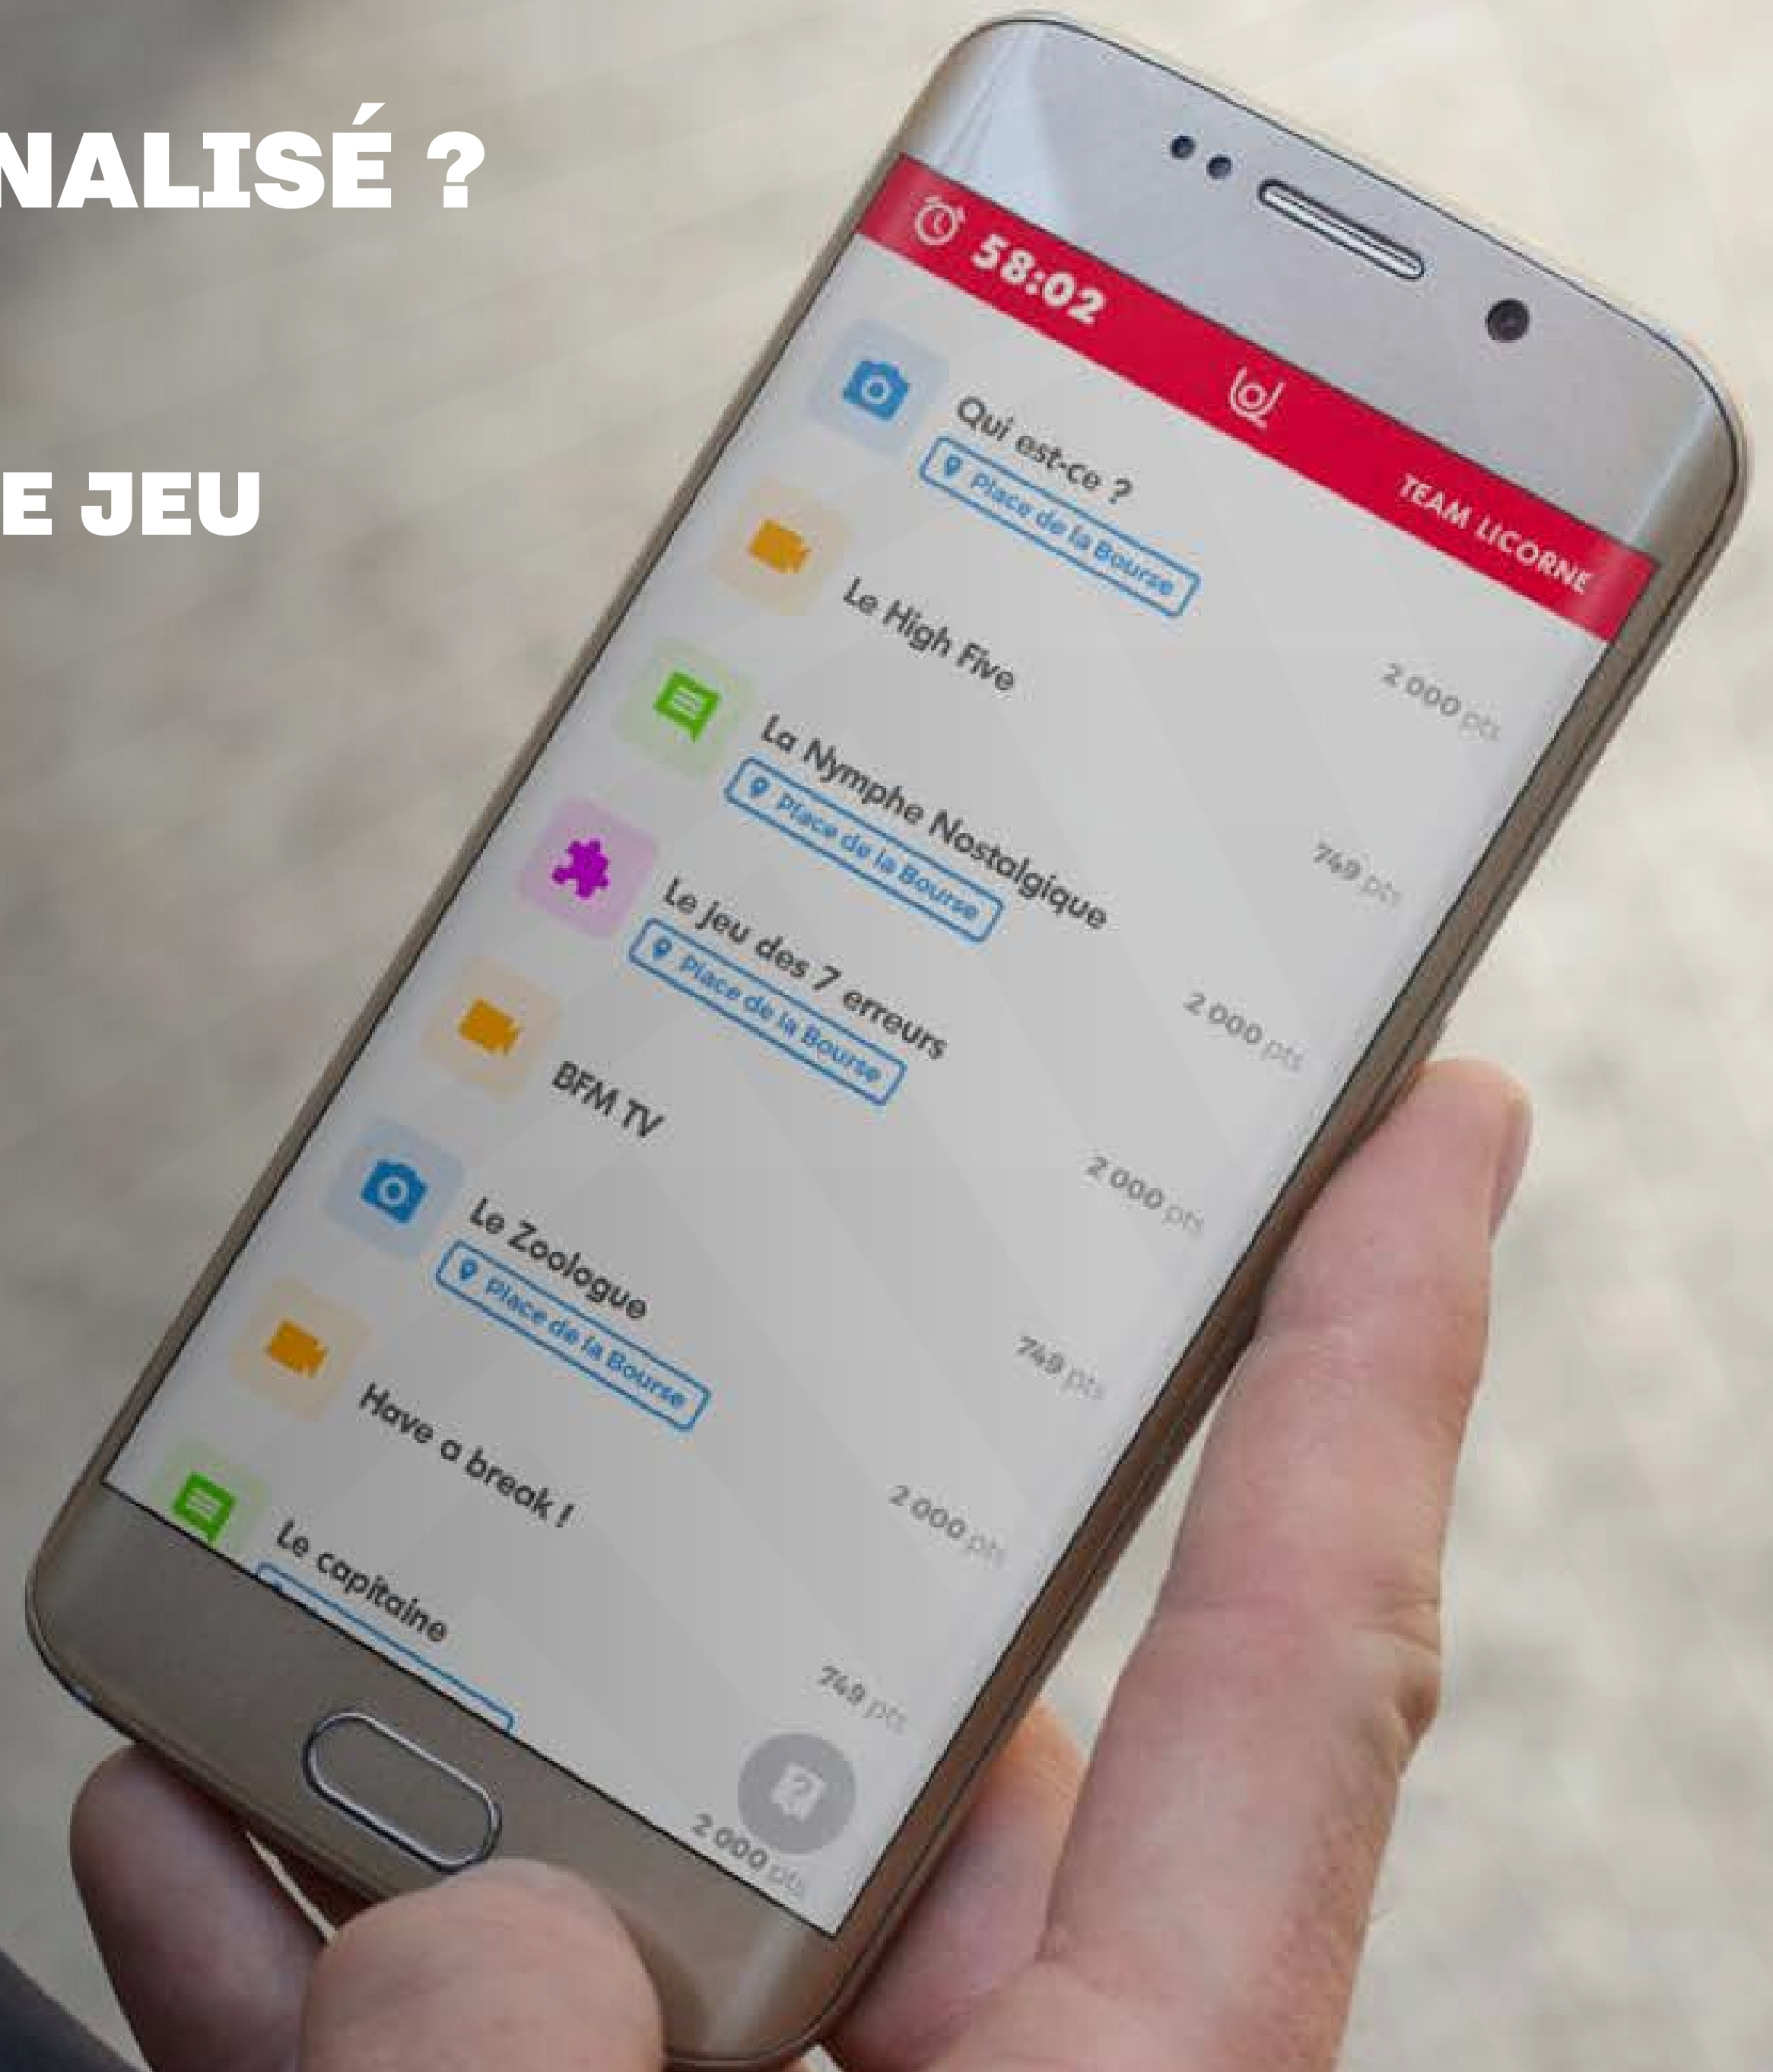 NALISÉ ?
E JEU
58:02
TEAM LICORNE
Qui est-ce ?
Place de la Bourse
2 000 pts
Le High Five
749 pts
La Nymphe Nostalgique
Place de la Bourse
2 000 pts
Le jeu des 7 erreurs
Place de la Bourse
2 000 pts
BFM TV
749 pts
Le Zoologue
Place de la Bourse
2 000 pts
Have a break !
749 pts
Le capitaine
2 000 pts